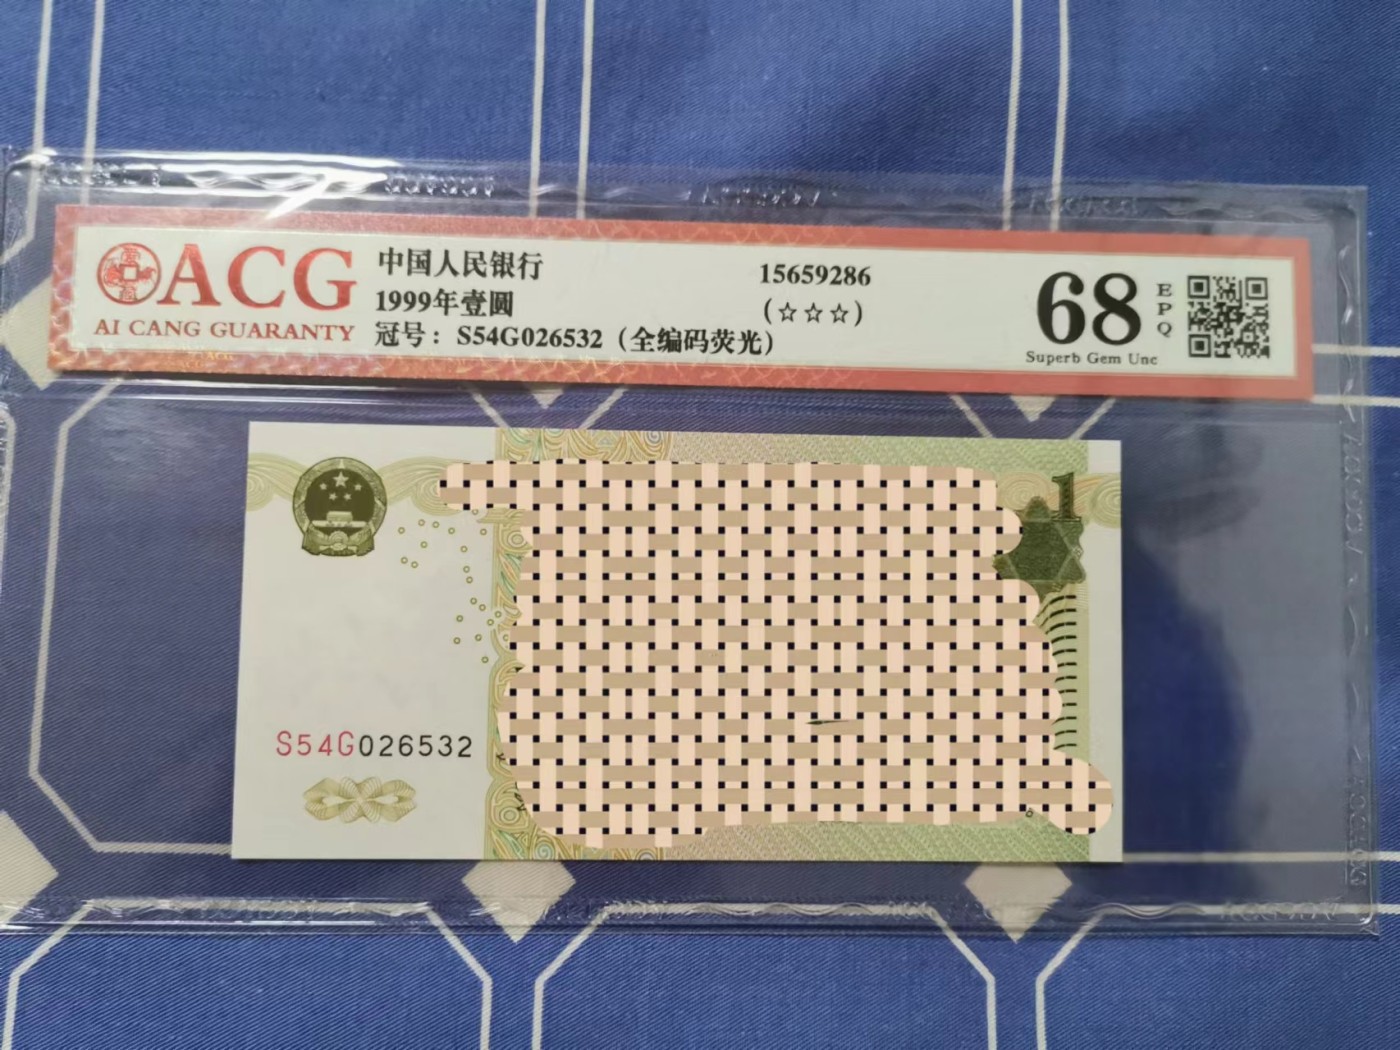 ACG
AI CANG GUARANTY
中国人民银行
1999年壹圆
冠号：S54G026532（全编码荧光）
15659286
(☆☆☆)
68
EPQ
Superb Gem Unc
1
S54G026532